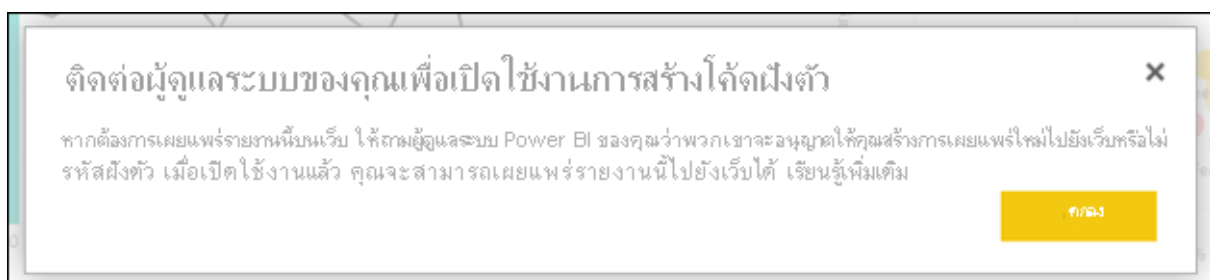 ติดต่อผู้ดูแลระบบของคุณเพื่อเปิดใช้งานการสร้างโค้ดฝังตัว
หากต้องการเผยแพร่รายงานนี้บนเว็บ ให้ถามผู้ดูแลระบบ Power BI ของคุณว่าพวกเขาจะอนุญาตให้คุณสร้างการเผยแพร่ใหม่ไปยังเว็บหรือไม่
รหัสฝังตัว เมื่อเปิดใช้งานแล้ว คุณจะสามารถเผยแพร่รายงานนี้ไปยังเว็บได้ เรียนรู้เพิ่มเติม
ตกลง